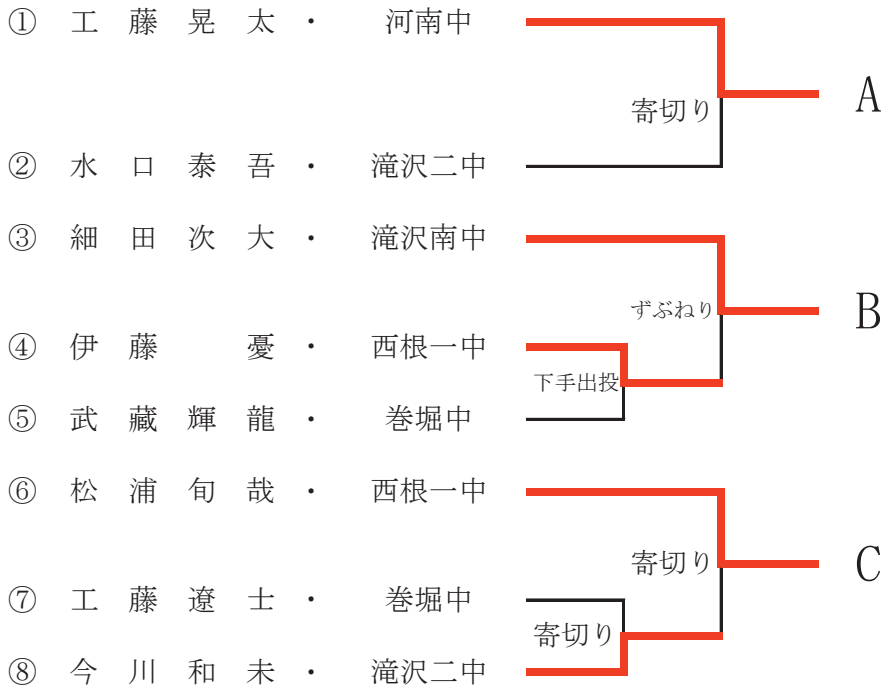 ① 工藤晃太・ 河南中
A
寄切り
② 水口泰吾・ 滝沢二中
③ 細田次大・ 滝沢南中
ずぶねり
B
④ 伊藤　憂・ 西根一中
下手出投
⑤ 武藏輝龍・ 巻堀中
⑥ 松浦旬哉・ 西根一中
寄切り
C
⑦ 工藤遼士・ 巻堀中
寄切り
⑧ 今川和未・ 滝沢二中